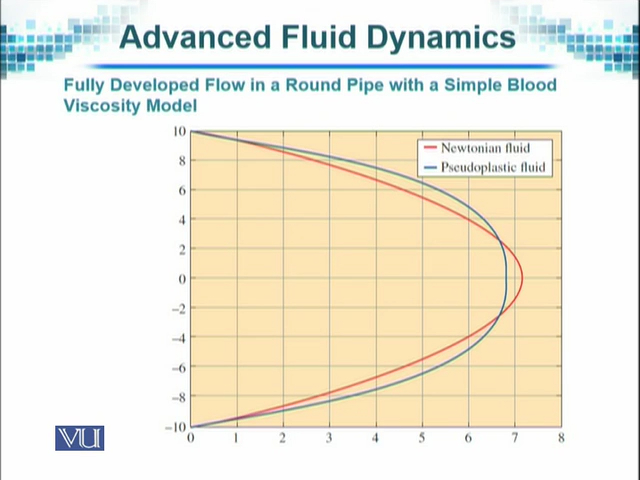 Advanced Fluid Dynamics
Fully Developed Flow in a Round Pipe with a Simple Blood
Viscosity Model
Newtonian fluid
Pseudoplastic fluid
10
8
6
4
2
0
−2
−4
−6
−8
−10
0 1 2 3 4 5 6 7 8
VU